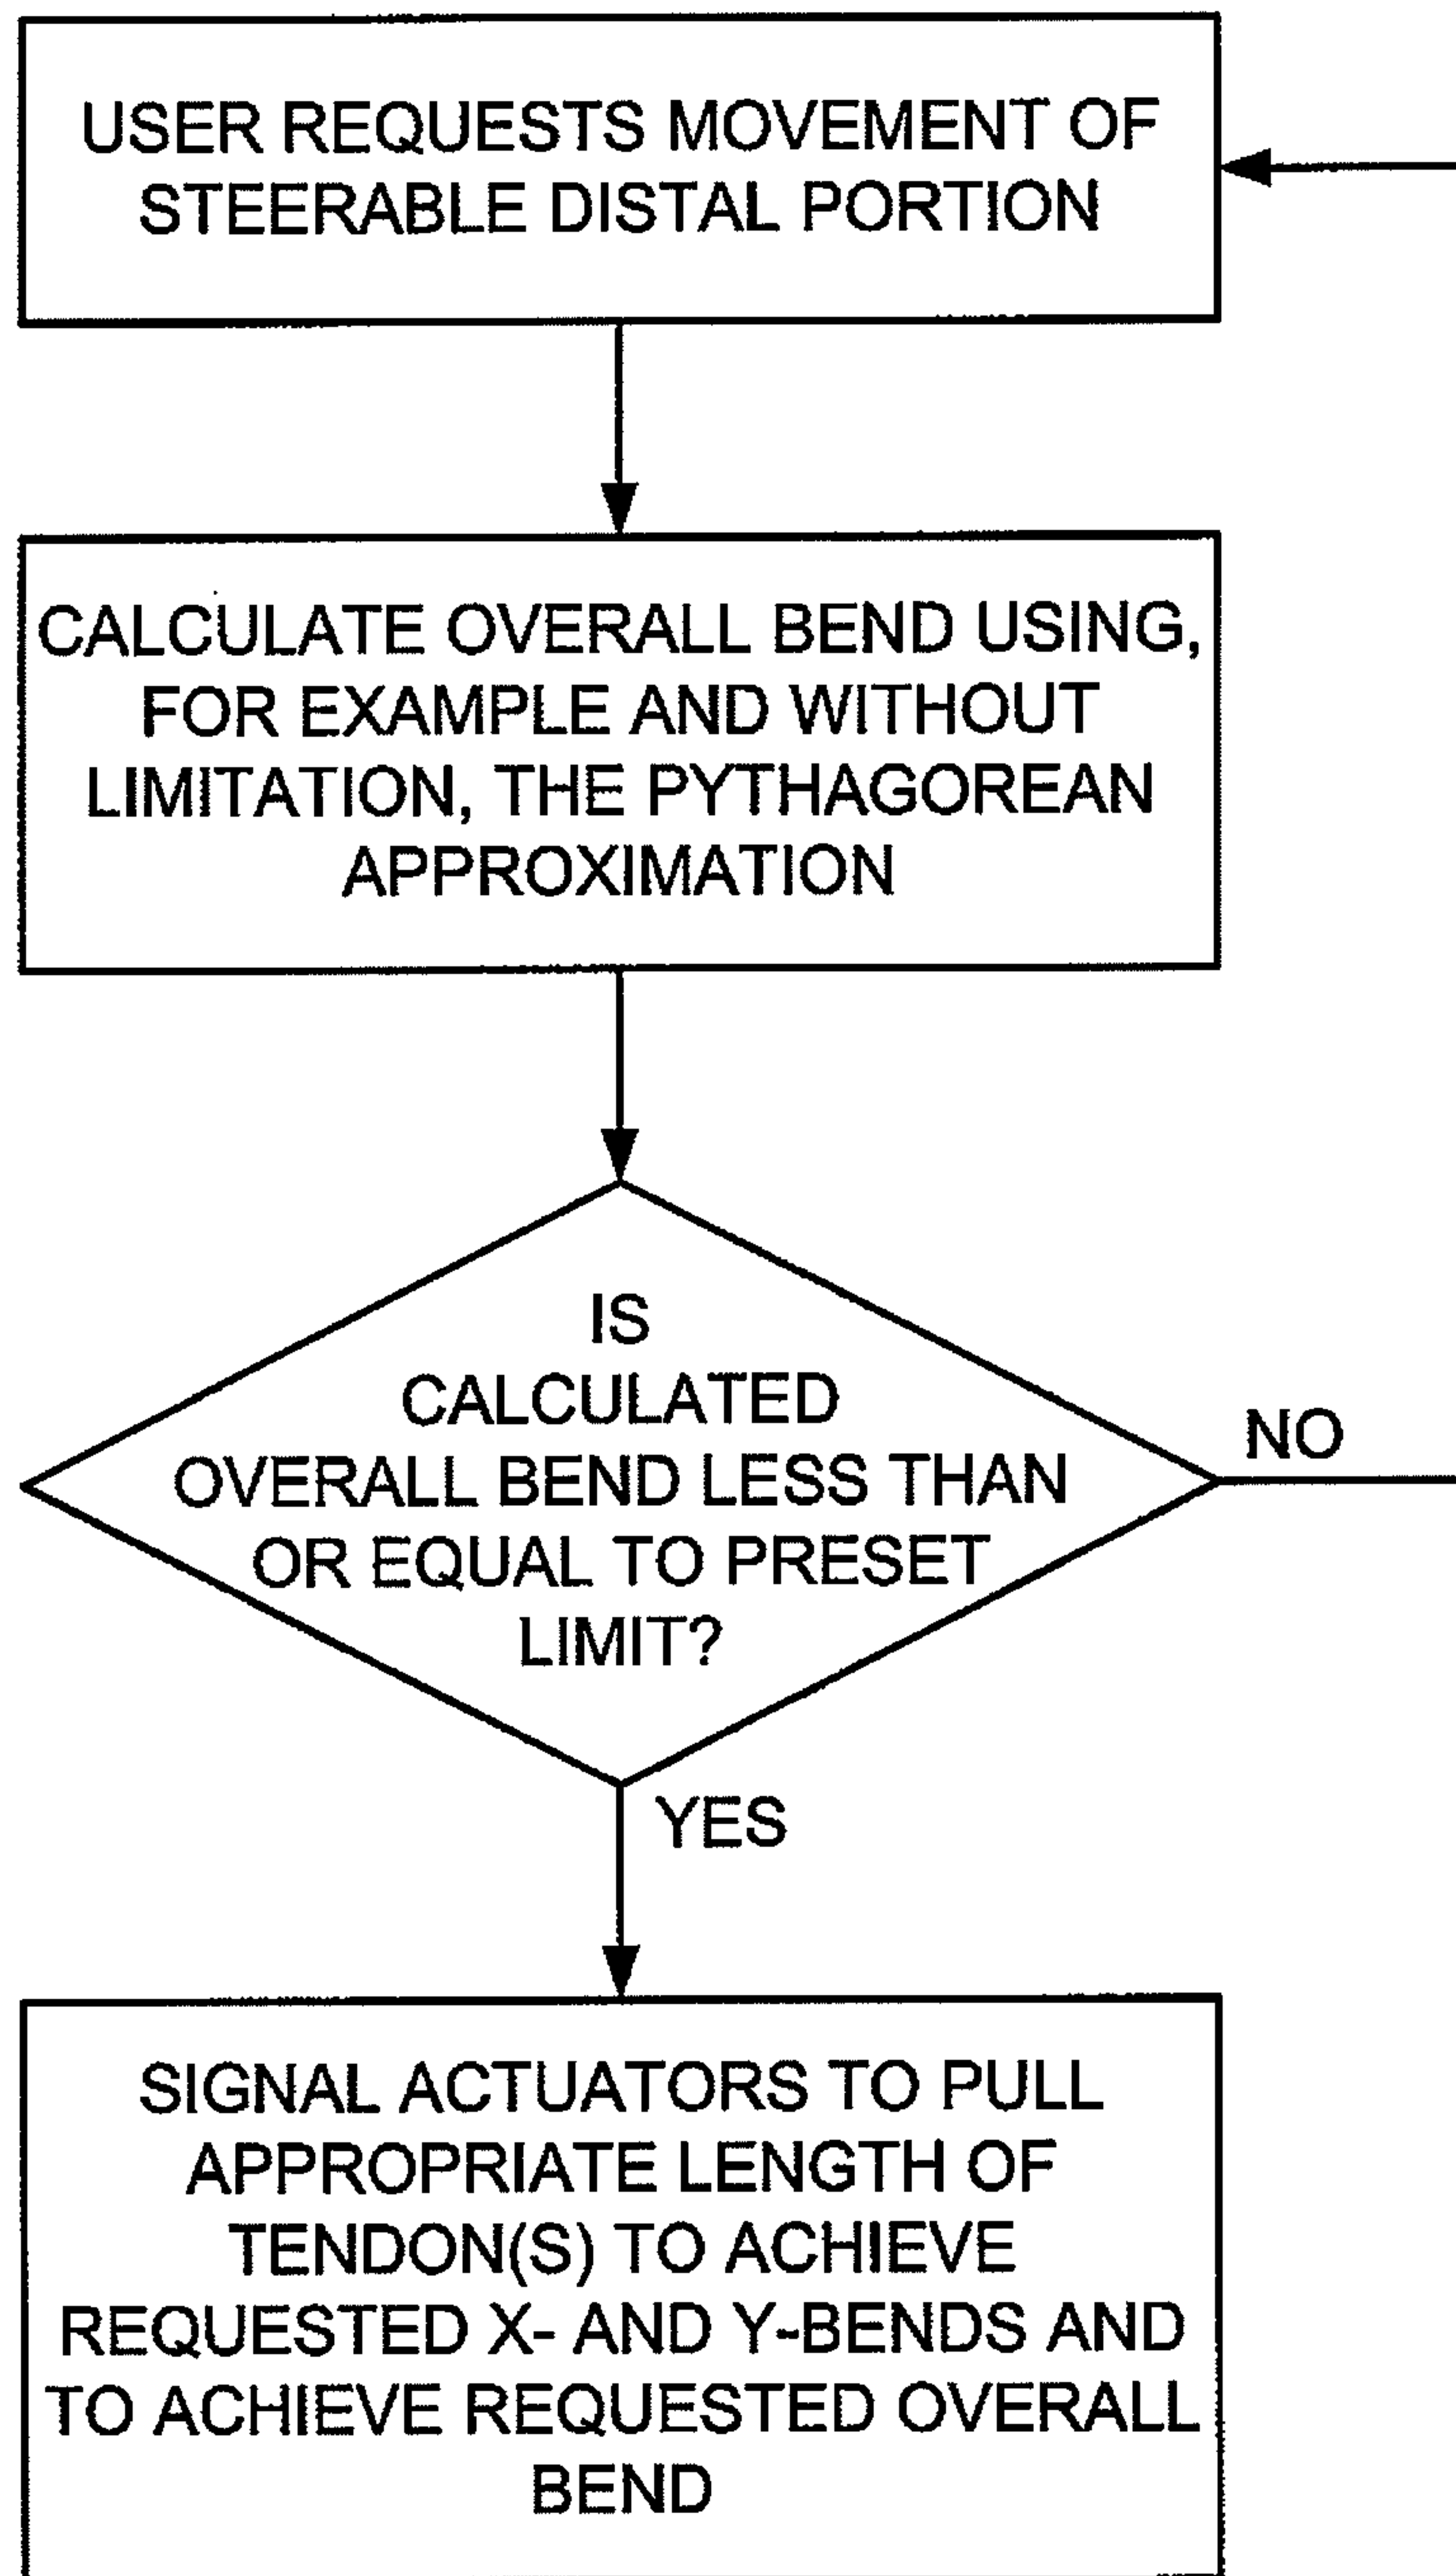 USER REQUESTS MOVEMENT OF
STEERABLE DISTAL PORTION
CALCULATE OVERALL BEND USING,
FOR EXAMPLE AND WITHOUT
LIMITATION, THE PYTHAGOREAN
APPROXIMATION
IS
CALCULATED
OVERALL BEND LESS THAN
OR EQUAL TO PRESET
LIMIT?
NO
YES
SIGNAL ACTUATORS TO PULL
APPROPRIATE LENGTH OF
TENDON(S) TO ACHIEVE
REQUESTED X- AND Y-BENDS AND
TO ACHIEVE REQUESTED OVERALL
BEND